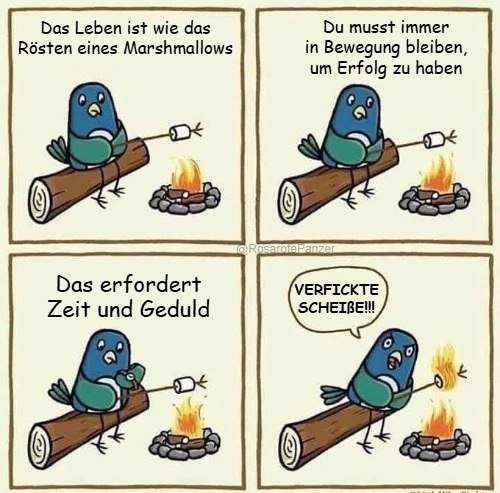 Das Leben ist wie das
Rösten eines Marshmallows
Du musst immer
in Bewegung bleiben,
um Erfolg zu haben
@RosarotePanzer
Das erfordert
Zeit und Geduld
VERFICKTE
SCHEIßE!!!